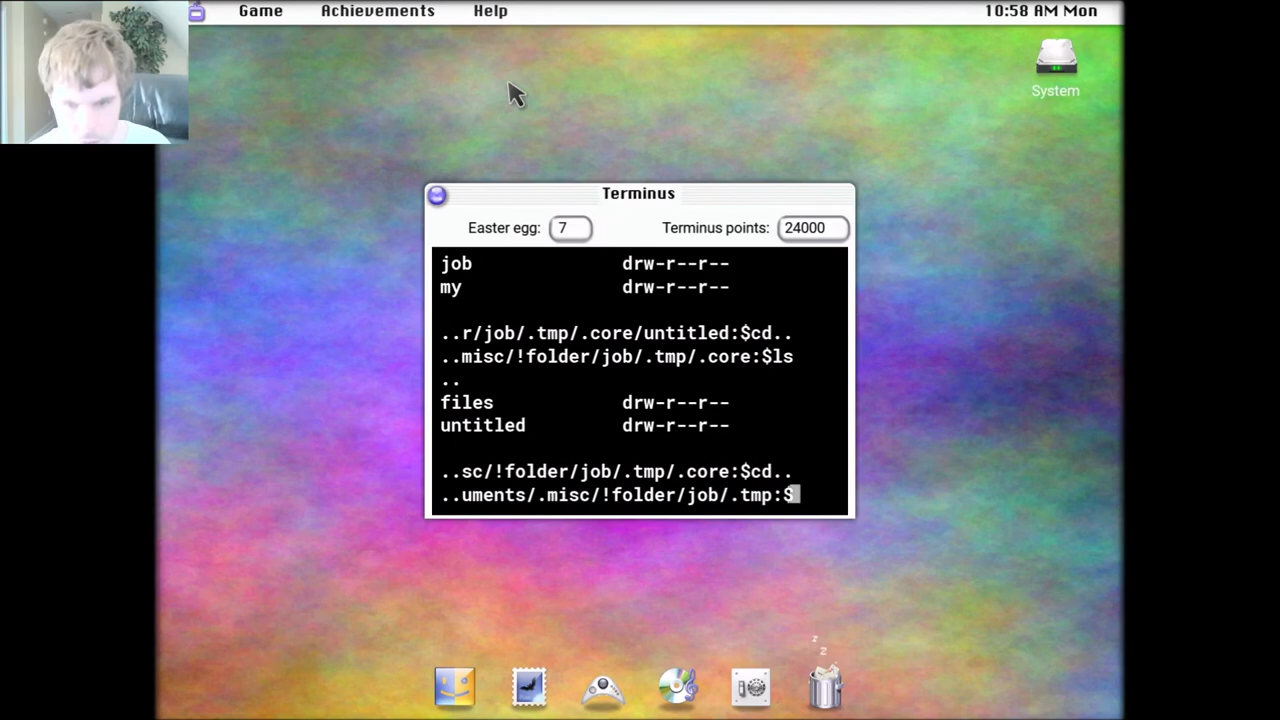 Game Achievements Help 10:58 AM Mon
System
Terminus
Easter egg: 7 Terminus points: 24000
job drw-r--r--
my drw-r--r--
..r/job/.tmp/.core/untitled:$cd..
..misc/!folder/job/.tmp/.core:$ls
..
files drw-r--r--
untitled drw-r--r--
..sc/!folder/job/.tmp/.core:$cd..
..uments/.misc/!folder/job/.tmp:$
z
z